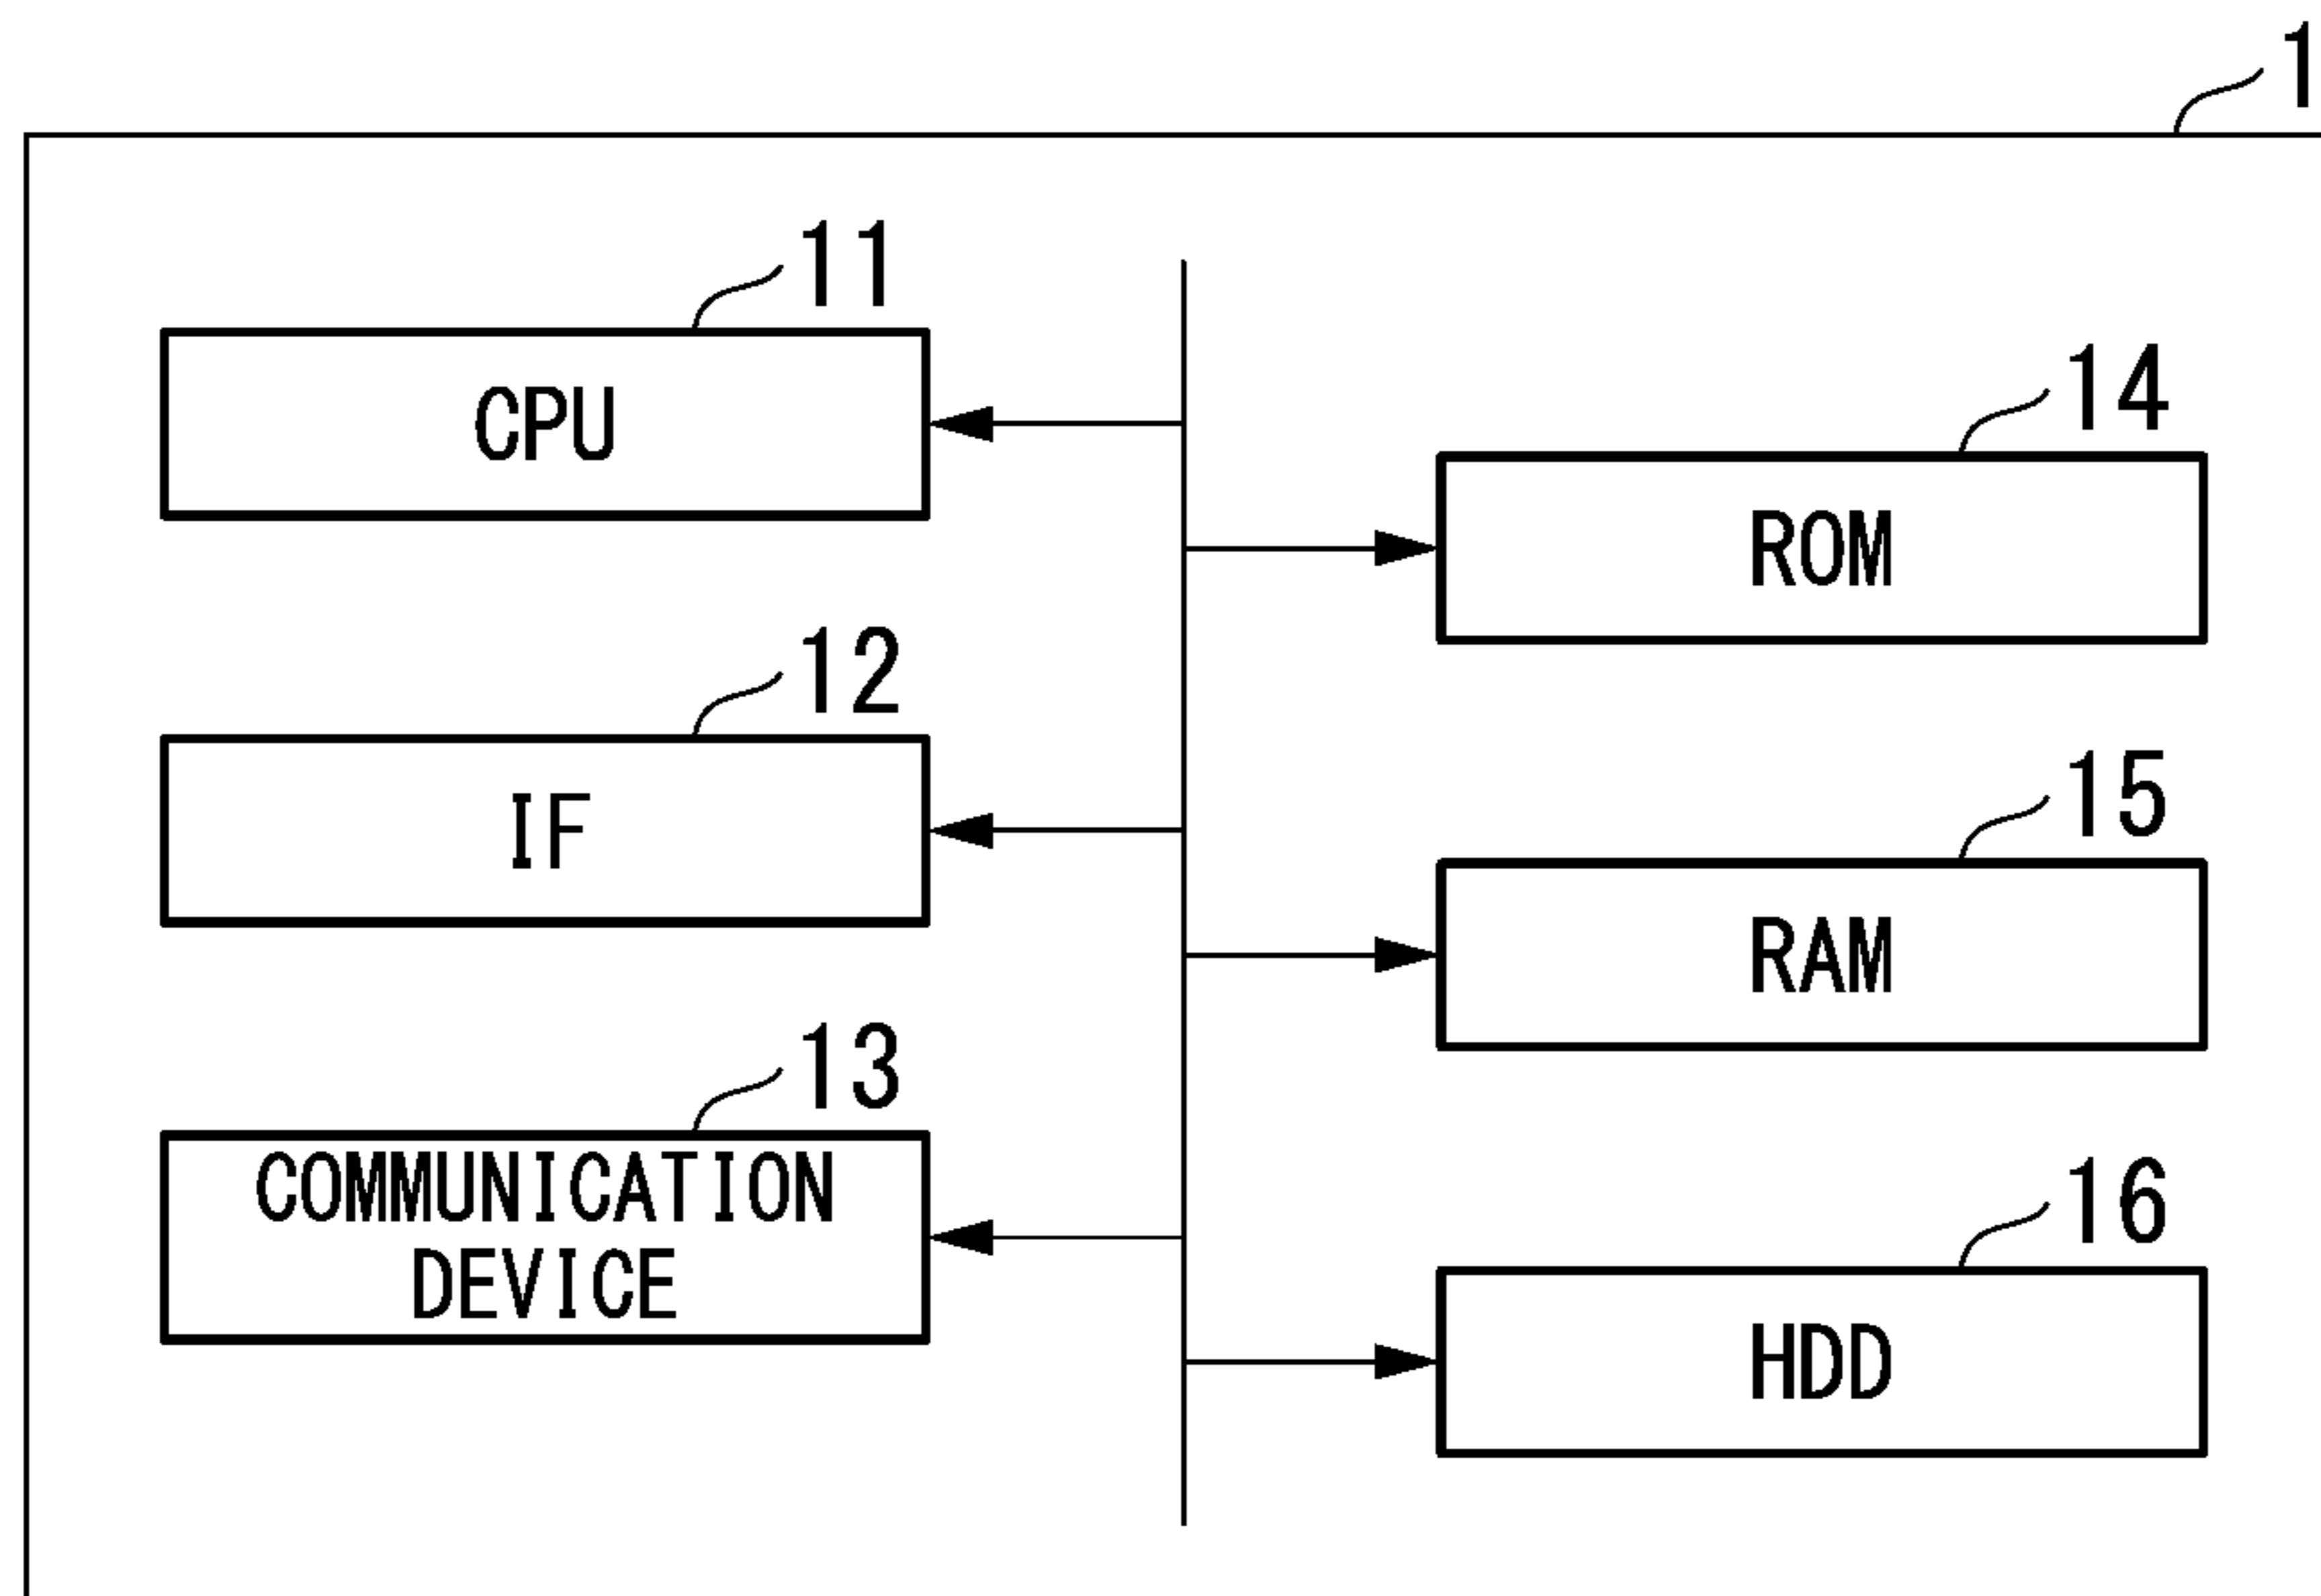 1
11
CPU
14
ROM
12
IF
15
RAM
13
COMMUNICATION
DEVICE
16
HDD